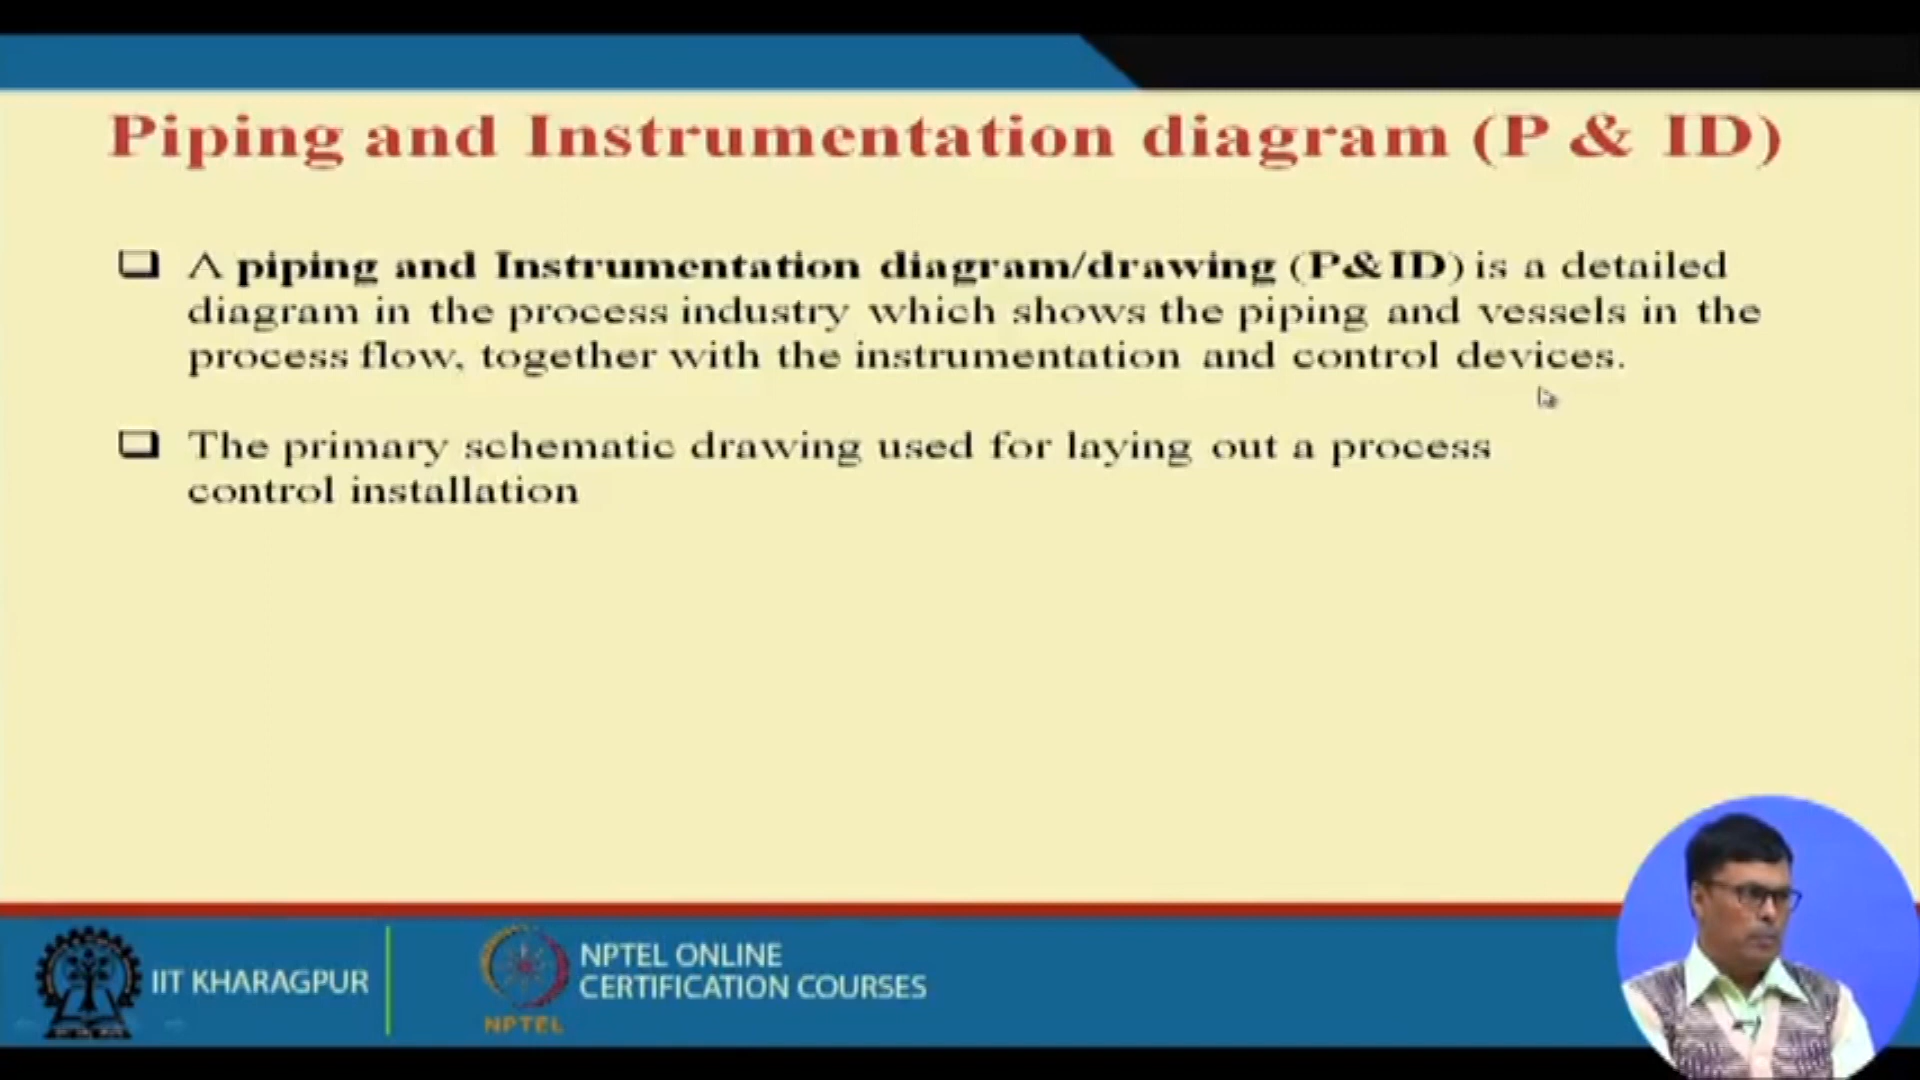 Piping and Instrumentation diagram (P & ID)
❑ A piping and Instrumentation diagram/drawing (P&ID) is a detailed
diagram in the process industry which shows the piping and vessels in the
process flow, together with the instrumentation and control devices.
❑ The primary schematic drawing used for laying out a process
control installation
IIT KHARAGPUR
NPTEL
NPTEL ONLINE
CERTIFICATION COURSES